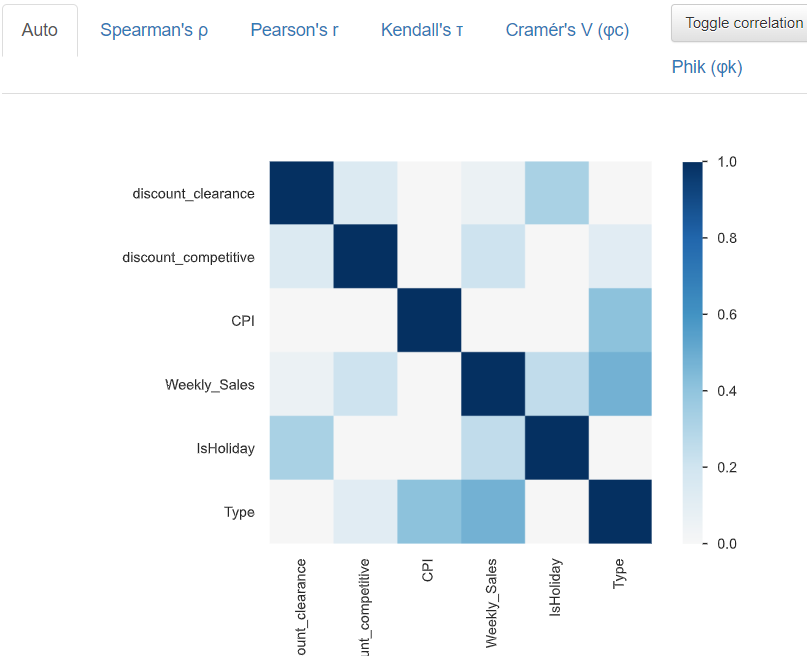 Auto
Spearman's ρ
Pearson's r
Kendall's τ
Cramér's V (φc)
Toggle correlation
Phik (φk)
discount_clearance
discount_competitive
CPI
Weekly_Sales
IsHoliday
Type
1.0
0.8
0.6
0.4
0.2
0.0
ount_clearance
nt_competitive
CPI
Weekly_Sales
IsHoliday
Type